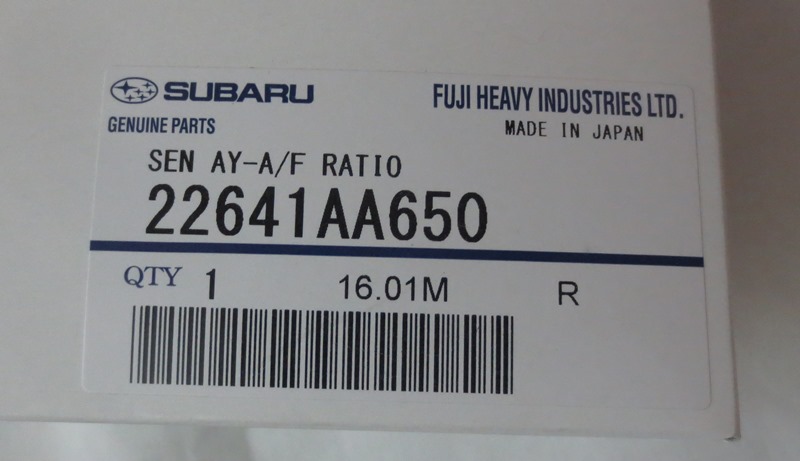 SUBARU
FUJI HEAVY INDUSTRIES LTD.
GENUINE PARTS
MADE IN JAPAN
SEN AY-A/F RATIO
22641AA650
QTY 1 16.01M R